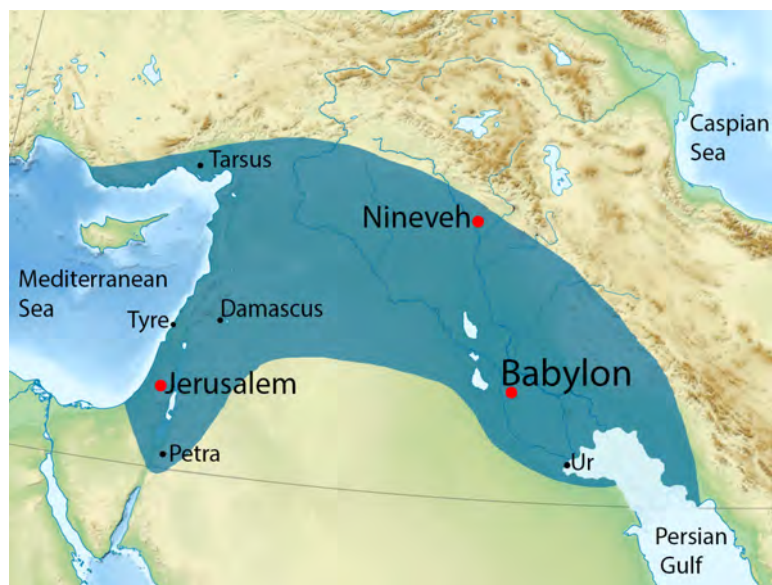 Caspian
Sea
Tarsus
Nineveh
Mediterranean
Sea
Tyre
Damascus
Jerusalem
Babylon
Petra
Ur
Persian
Gulf